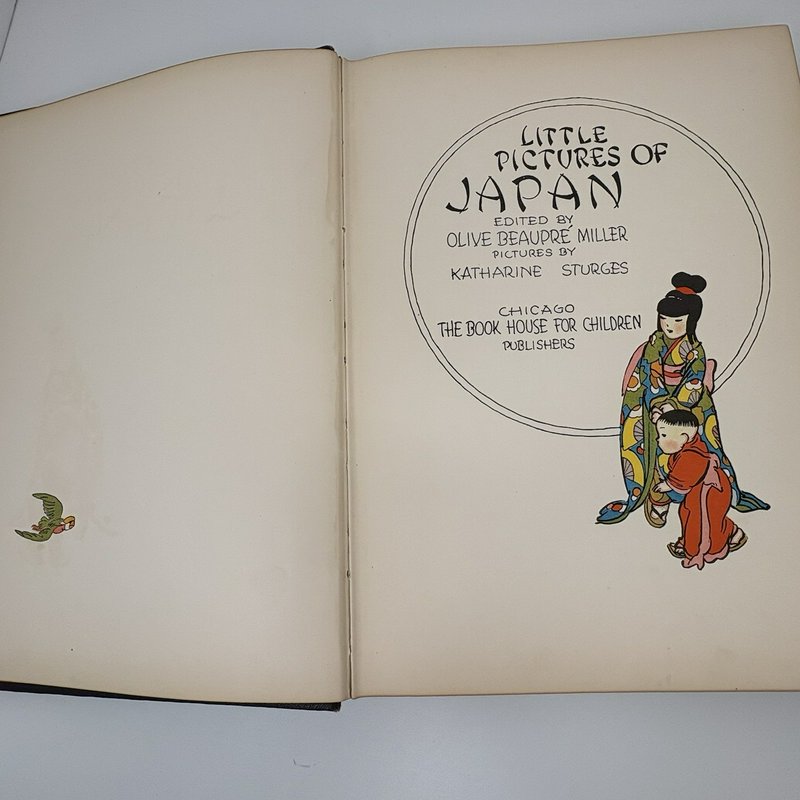 LITTLE
PICTURES OF
JAPAN
EDITED BY
OLIVE BEAUPRÉ MILLER
PICTURES BY
KATHARINE STURGES
CHICAGO
THE BOOK HOUSE FOR CHILDREN
PUBLISHERS